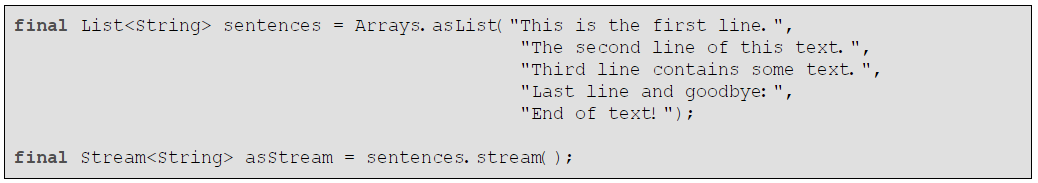 final List<String> sentences = Arrays.asList("This is the first line.",
"The second line of this text.",
"Third line contains some text.",
"Last line and goodbye:",
"End of text!");
final Stream<String> asStream = sentences.stream();